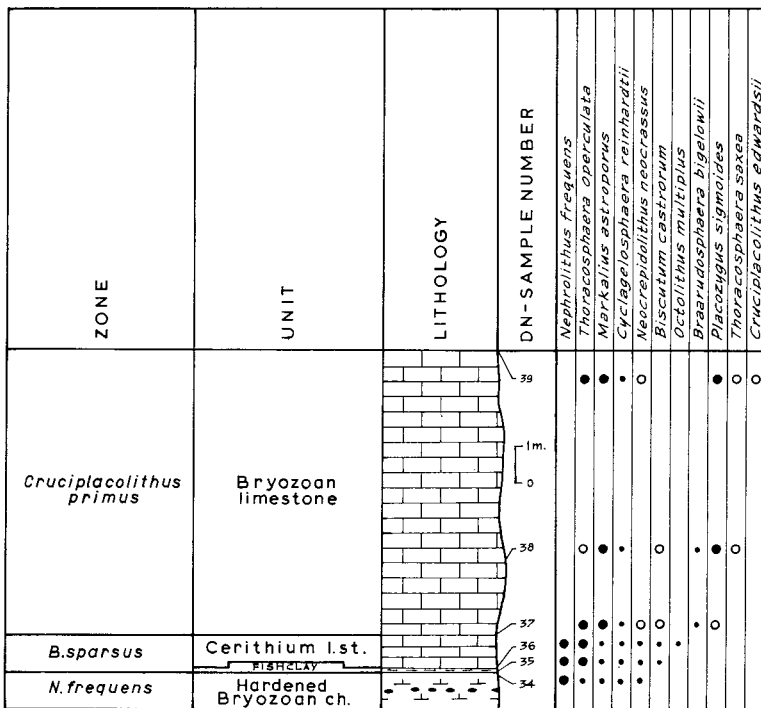 ZONE
UNIT
LITHOLOGY
DN-SAMPLE NUMBER
Nephrolithus frequens
Thoracosphaera operculata
Markalius astroporus
Cyclagelosphaera reinhardtii
Neocrepidolithus neocrassus
Biscutum castrorum
Octolithus multiplus
Braarudosphaera bigelowii
Placozygus sigmoides
Thoracosphaera saxea
Cruciplacolithus edwardsii
39
1m.
0
Cruciplacolithus
primus
Bryozoan
limestone
38
37
B.sparsus
Cerithium l.st.
36
FISHCLAY
35
N.frequens
Hardened
Bryozoan ch.
34